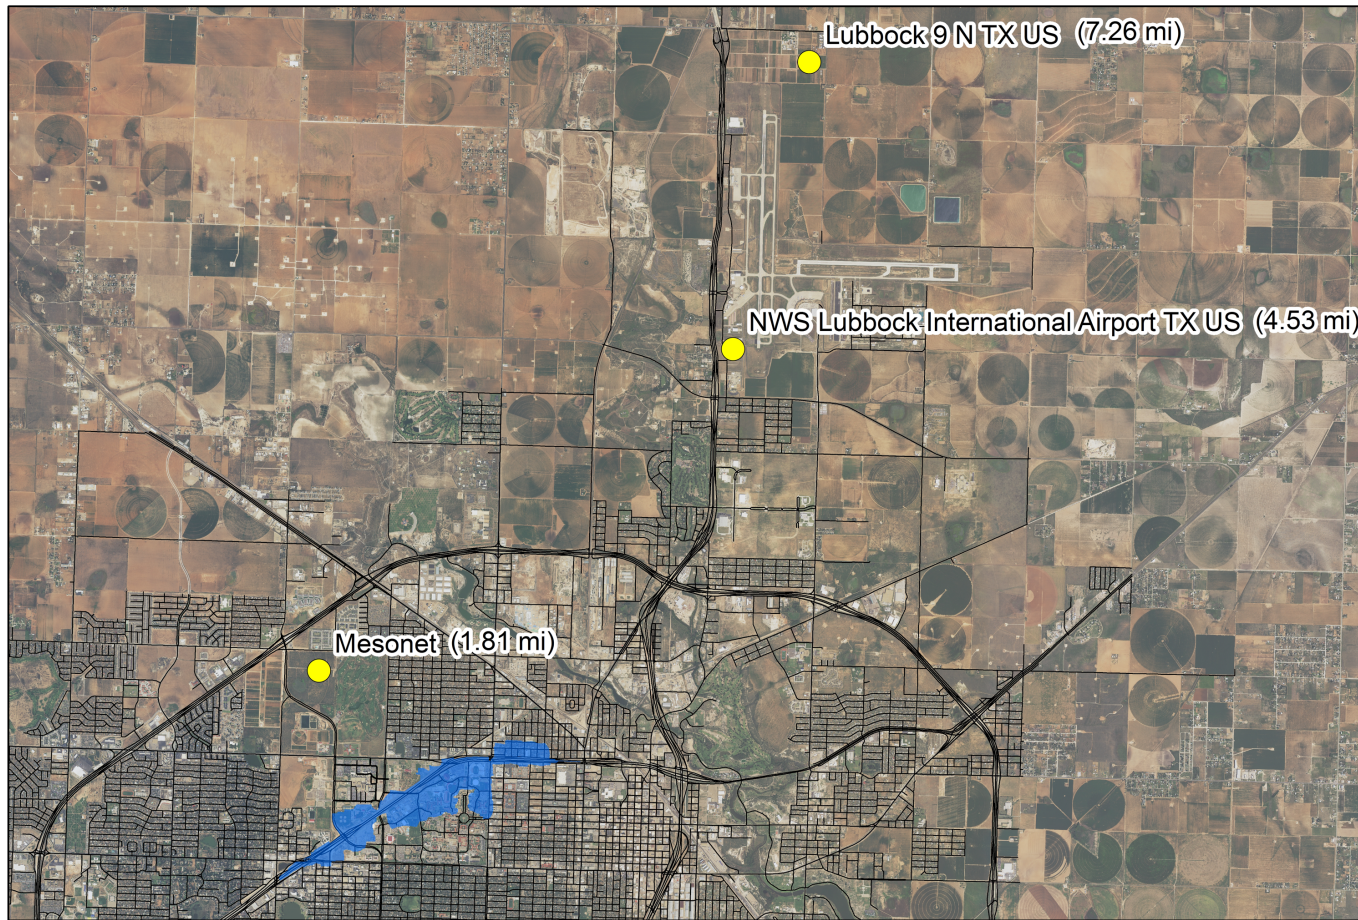 Lubbock 9 N TX US (7.26 mi)
NWS Lubbock International Airport TX US (4.53 mi)
Mesonet (1.81 mi)